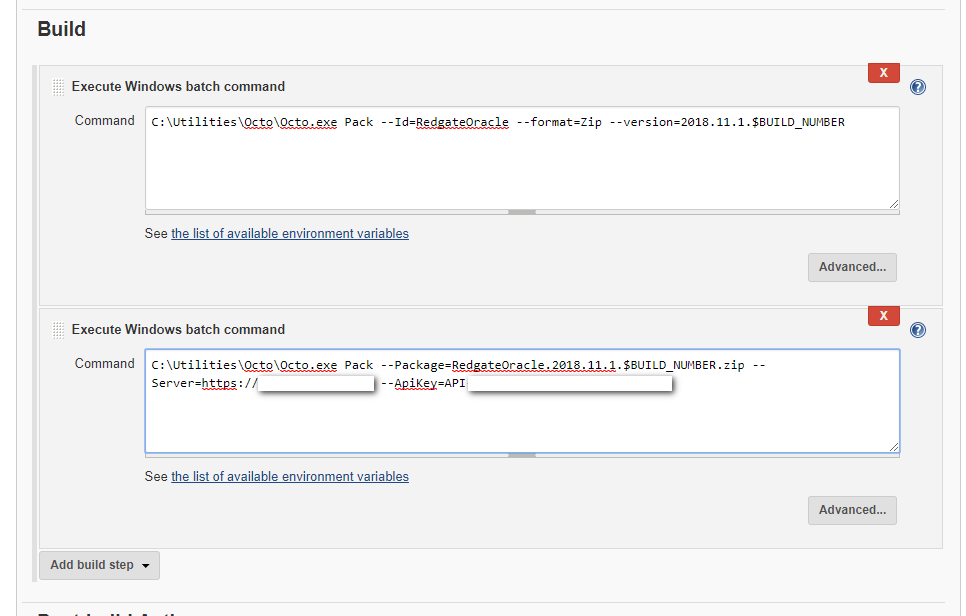 Build
Execute Windows batch command
X
Command
C:\Utilities\Octo\Octo.exe Pack --Id=RedgateOracle --format=Zip --version=2018.11.1.$BUILD_NUMBER
See the list of available environment variables
Advanced...
Execute Windows batch command
X
Command
C:\Utilities\Octo\Octo.exe Pack --Package=RedgateOracle.2018.11.1.$BUILD_NUMBER.zip --
Server=https:// --ApiKey=API
See the list of available environment variables
Advanced...
Add build step